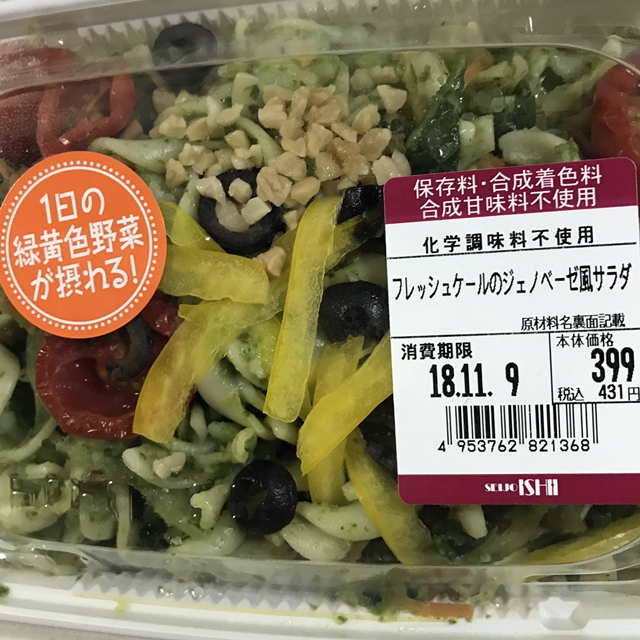 1日の
緑黄色野菜
が摂れる!
保存料・合成着色料
合成甘味料不使用
化学調味料不使用
フレッシュケールのジェノベーゼ風サラダ
原材料名裏面記載
消費期限
18.11. 9
本体価格
399
税込 431円
4 953762 821368
SEIJO ISHII